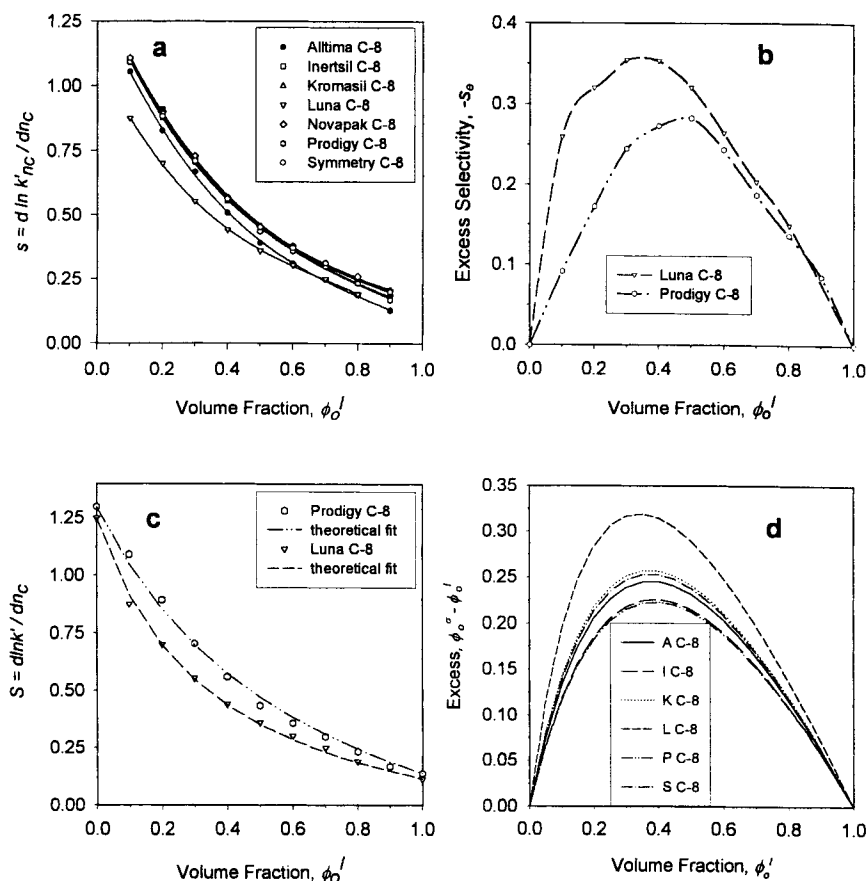 a
1.25
1.00
0.75
0.50
0.25
0.00
s = d ln k'nc / dnc
0.0 0.2 0.4 0.6 0.8 1.0
Volume Fraction, ϕo^l
Alltima C-8
Inertsil C-8
Kromasil C-8
Luna C-8
Novapak C-8
Prodigy C-8
Symmetry C-8
b
0.4
0.3
0.2
0.1
0.0
Excess Selectivity, -se
Luna C-8
Prodigy C-8
0.0 0.2 0.4 0.6 0.8 1.0
Volume Fraction, ϕo^l
c
1.25
1.00
0.75
0.50
0.25
0.00
S = dlnk' / dnC
Prodigy C-8
theoretical fit
Luna C-8
theoretical fit
0.0 0.2 0.4 0.6 0.8 1.0
Volume Fraction, ϕo^l
d
0.35
0.30
0.25
0.20
0.15
0.10
0.05
0.00
Excess, ϕo^σ - ϕo^l
A C-8
I C-8
K C-8
L C-8
P C-8
S C-8
0.0 0.2 0.4 0.6 0.8 1.0
Volume Fraction, ϕo^l